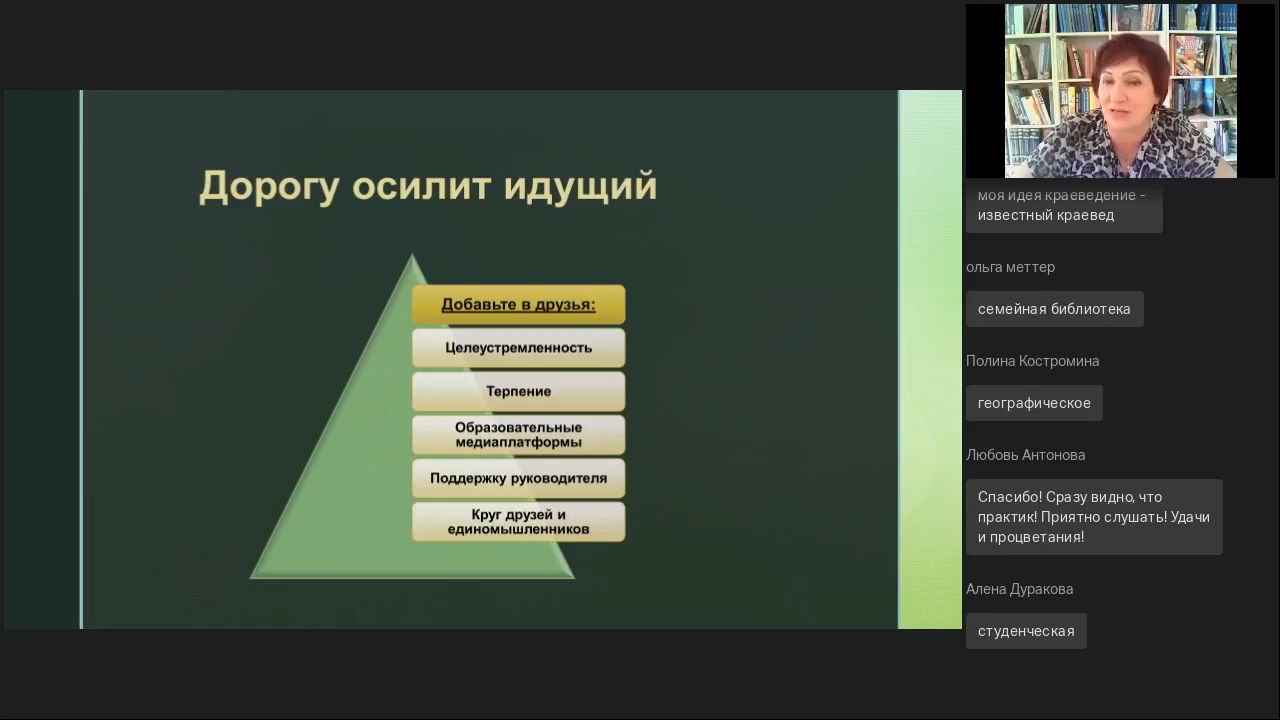 Дорогу осилит идущий
Добавьте в друзья:
Целеустремленность
Терпение
Образовательные
медиаплатформы
Поддержку руководителя
Круг друзей и
единомышленников
моя идея краеведение -
известный краевед
ольга меттер
семейная библиотека
Полина Костромина
географическое
Любовь Антонова
Спасибо! Сразу видно, что
практик! Приятно слушать! Удачи
и процветания!
Алена Дуракова
студенческая